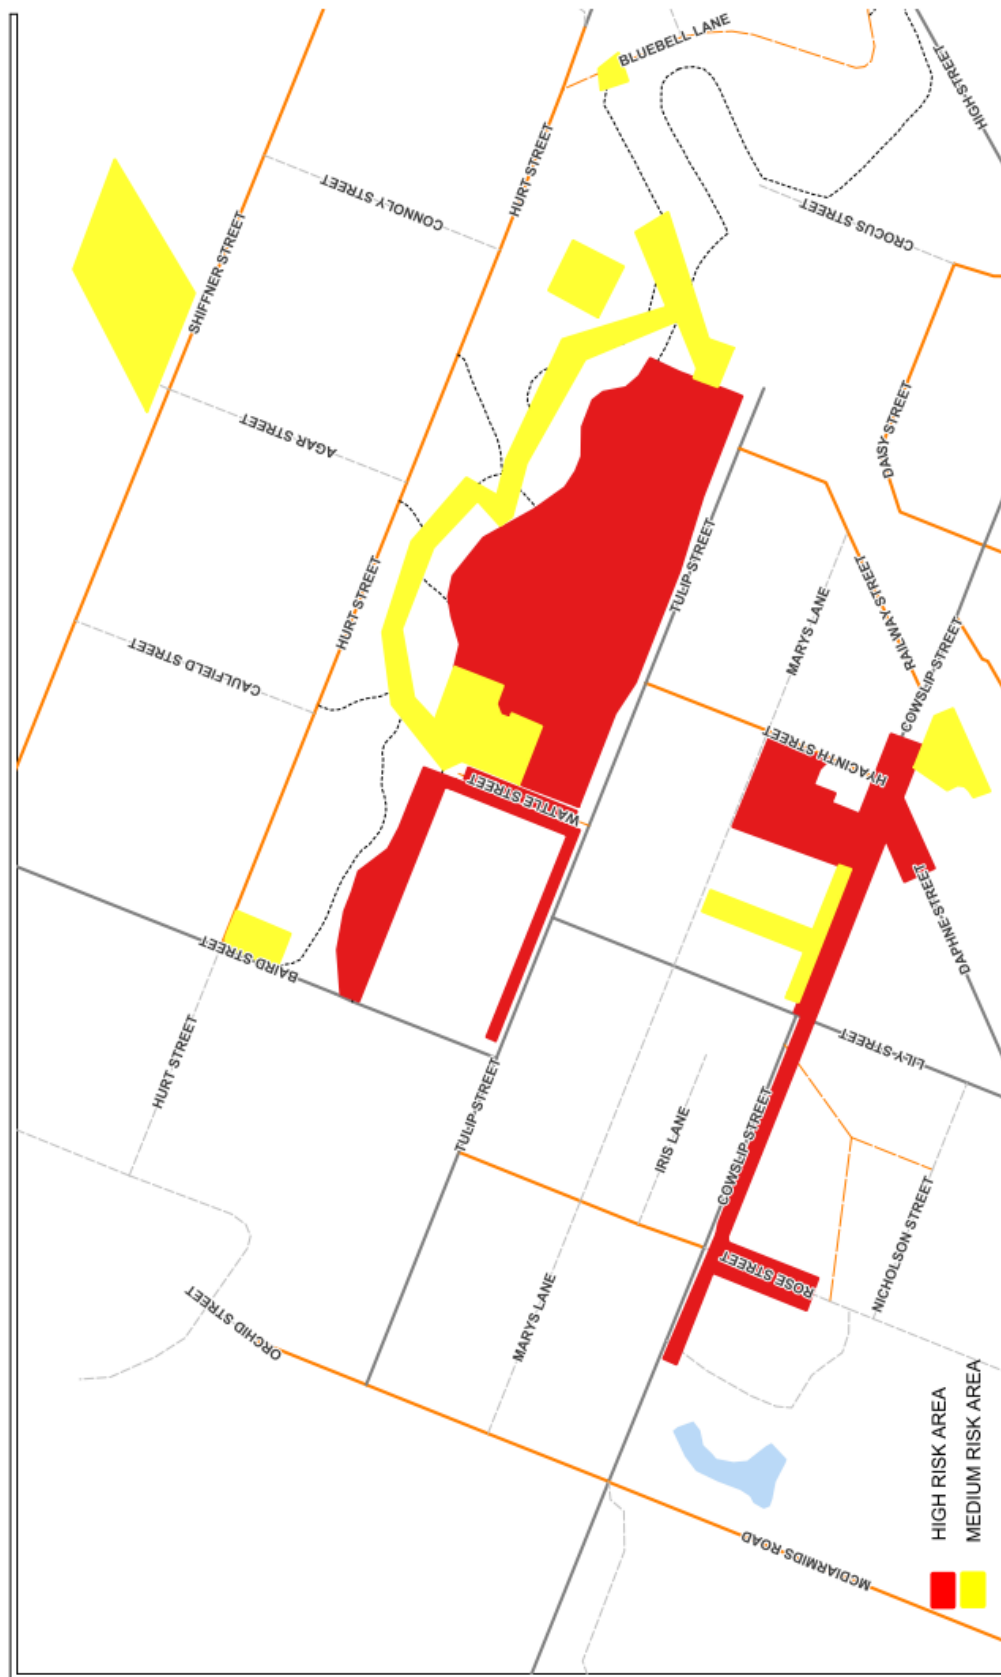 BLUEBELL LANE
HIGH STREET
CONNOLY STREET
HURT STREET
CROCUS STREET
SHIFFNER STREET
AGAR STREET
DAISY STREET
TULIP STREET
HURT STREET
MARYS LANE
RAILWAY STREET
CAULFIELD STREET
COWSLIP STREET
HYACINTH STREET
WATTLE STREET
BAIRD STREET
DAPHNE STREET
HURT STREET
LILY STREET
TULIP STREET
IRIS LANE
COWSLIP STREET
NICHOLSON STREET
ROSE STREET
ORCHID STREET
MARYS LANE
MCDIARMIDS ROAD
HIGH RISK AREA
MEDIUM RISK AREA